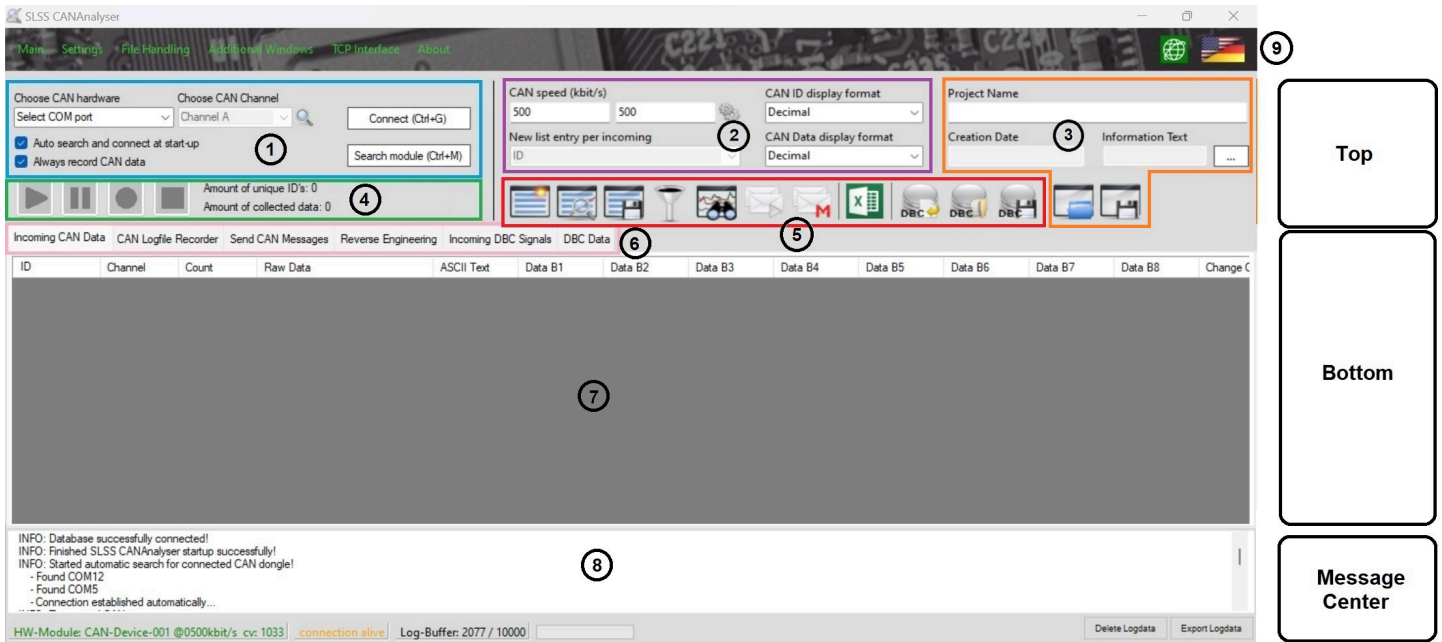 SLSS CANAnalyser
Main Settings File Handling Additional Windows TCP Interface About
9
Choose CAN hardware Choose CAN Channel
Select COM port Channel A Connect (Ctrl+G)
Auto search and connect at start-up
Always record CAN data
Search module (Ctrl+M)
1
CAN speed (kbit/s) CAN ID display format
500 500 Decimal
New list entry per incoming CAN Data display format
ID Decimal
2
Project Name
Creation Date Information Text
...
3
Top
Amount of unique ID's: 0
Amount of collected data: 0
4
M X DBC DBC DBC
5
Incoming CAN Data CAN Logfile Recorder Send CAN Messages Reverse Engineering Incoming DBC Signals DBC Data
6
ID Channel Count Raw Data ASCII Text Data B1 Data B2 Data B3 Data B4 Data B5 Data B6 Data B7 Data B8 Change C
7
Bottom
INFO: Database successfully connected!
INFO: Finished SLSS CANAnalyser startup successfully!
INFO: Started automatic search for connected CAN dongle!
- Found COM12
- Found COM5
- Connection established automatically...
8
Message
Center
HW-Module: CAN-Device-001 @0500kbit/s cv: 1033 connection alive Log-Buffer: 2077 / 10000 Delete Logdata Export Logdata